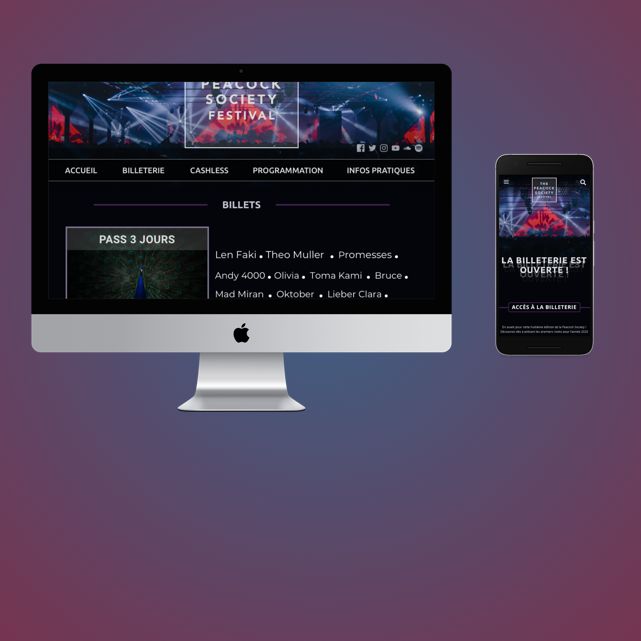 PEACOCK
SOCIETY
FESTIVAL
ACCUEIL BILLETERIE CASHLESS PROGRAMMATION INFOS PRATIQUES
BILLETS
PASS 3 JOURS
Len Faki • Theo Muller • Promesses •
Andy 4000 • Olivia • Toma Kami • Bruce •
Mad Miran • Oktober • Lieber Clara •
THE
PEACOCK
SOCIETY
FESTIVAL
LA BILLETERIE EST
OUVERTE !
ACCÈS À LA BILLETERIE